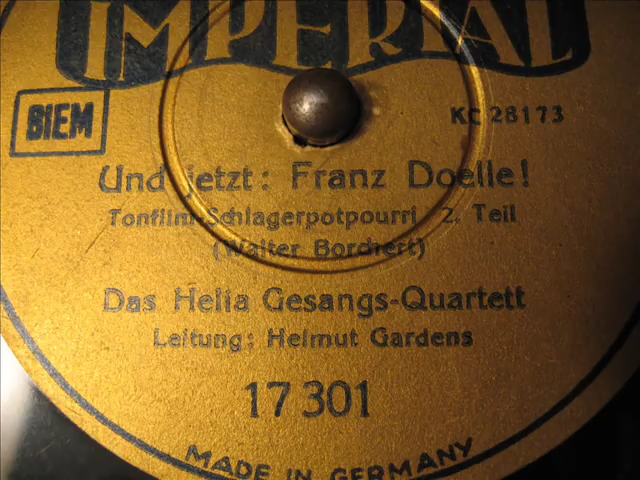 IMPERIAL
BIEM
KC 28173
Und jetzt: Franz Doelle!
Tonfilm-Schlagerpotpourri 2. Teil
(Walter Borchert)
Das Helia Gesangs-Quartett
Leitung: Helmut Gardens
17 301
MADE IN GERMANY